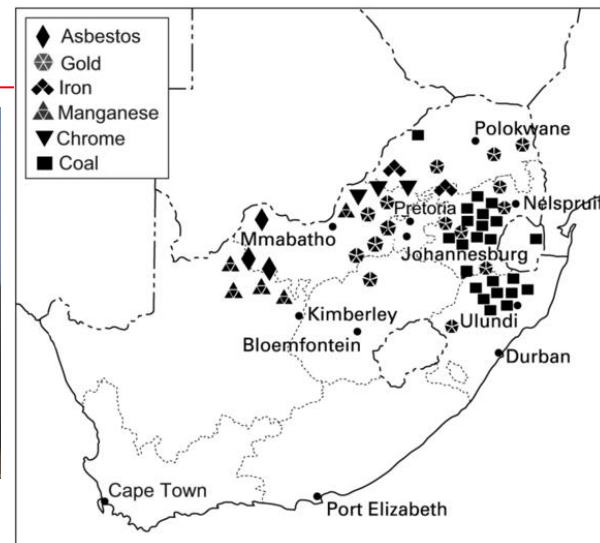 Asbestos
Gold
Iron
Manganese
Chrome
Coal
Polokwane
Nelspruit
Pretoria
Mmabatho
Johannesburg
Kimberley
Ulundi
Bloemfontein
Durban
Cape Town
Port Elizabeth